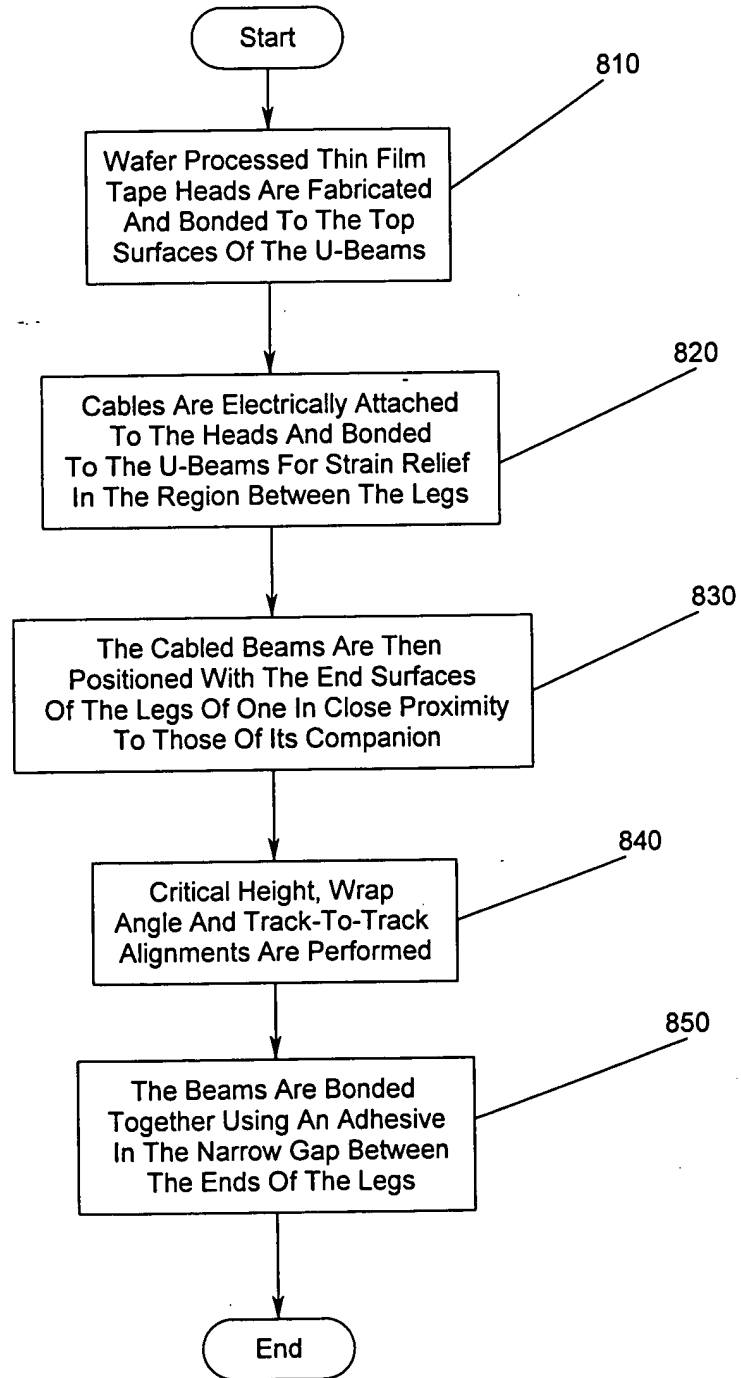 Start
810
Wafer Processed Thin Film
Tape Heads Are Fabricated
And Bonded To The Top
Surfaces Of The U-Beams
820
Cables Are Electrically Attached
To The Heads And Bonded
To The U-Beams For Strain Relief
In The Region Between The Legs
830
The Cabled Beams Are Then
Positioned With The End Surfaces
Of The Legs Of One In Close Proximity
To Those Of Its Companion
840
Critical Height, Wrap
Angle And Track-To-Track
Alignments Are Performed
850
The Beams Are Bonded
Together Using An Adhesive
In The Narrow Gap Between
The Ends Of The Legs
End